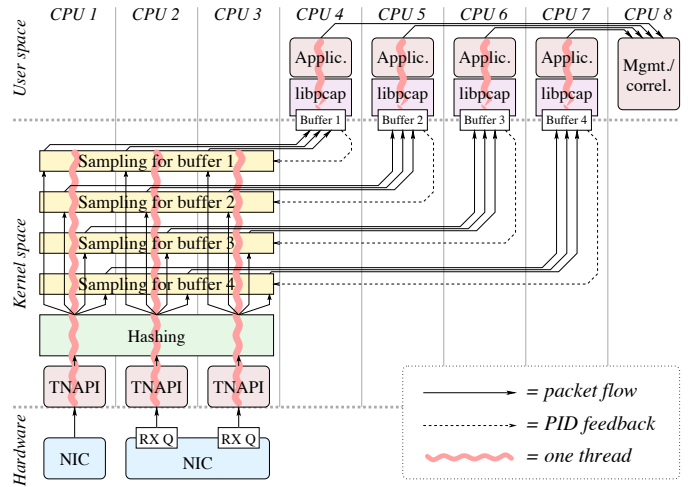 CPU 1 CPU 2 CPU 3 CPU 4 CPU 5 CPU 6 CPU 7 CPU 8
User space
Applic. Applic. Applic. Applic. Mgmt./
correl.
libpcap libpcap libpcap libpcap
Buffer 1 Buffer 2 Buffer 3 Buffer 4
Kernel space
Sampling for buffer 1
Sampling for buffer 2
Sampling for buffer 3
Sampling for buffer 4
Hashing
TNAPI TNAPI TNAPI
= packet flow
= PID feedback
= one thread
Hardware
RX Q RX Q
NIC NIC